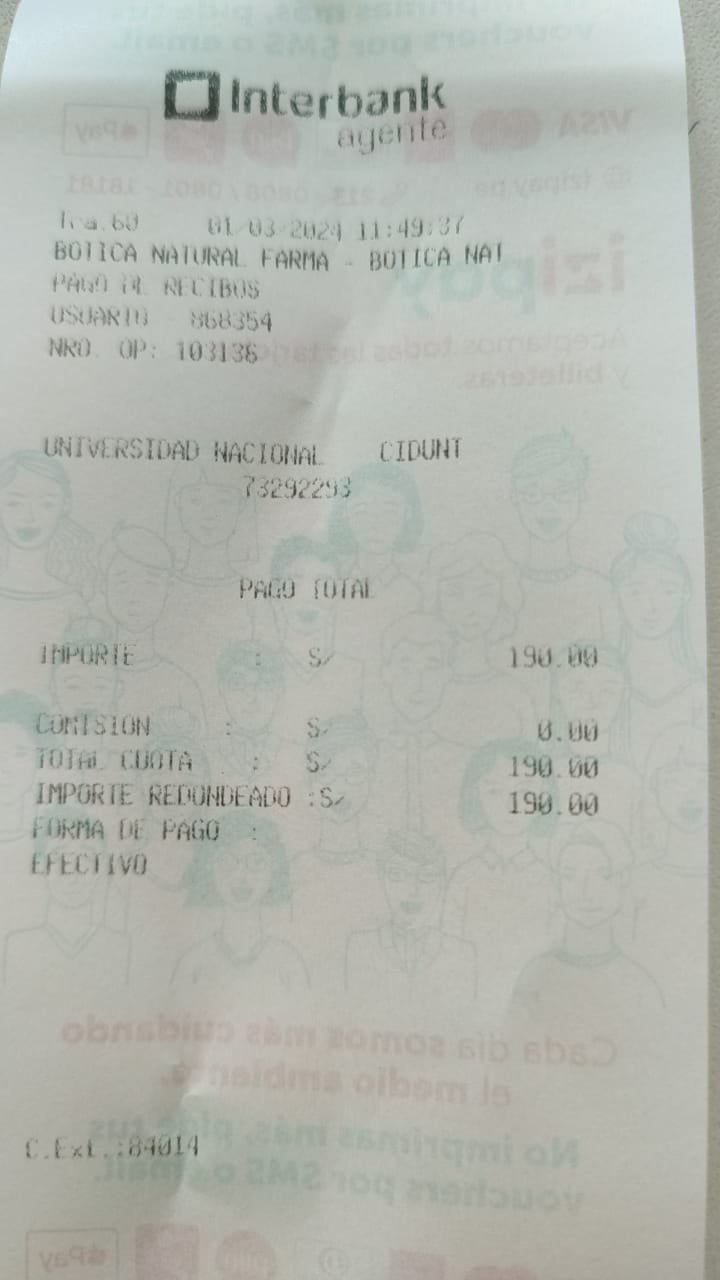 Interbank
agente
Tra.60 01/03/2024 11:49:37
BOTICA NATURAL FARMA - BOTICA NAT
PAGO DE RECIBOS
USUARIO : 868354
NRO. OP: 103136
UNIVERSIDAD NACIONAL CIDUNT
73292293
PAGO TOTAL
IMPORTE : S/ 190.00
COMISION : S/ 0.00
TOTAL CUOTA : S/ 190.00
IMPORTE REDONDEADO :S/ 190.00
FORMA DE PAGO :
EFECTIVO
C.Ext.:84014